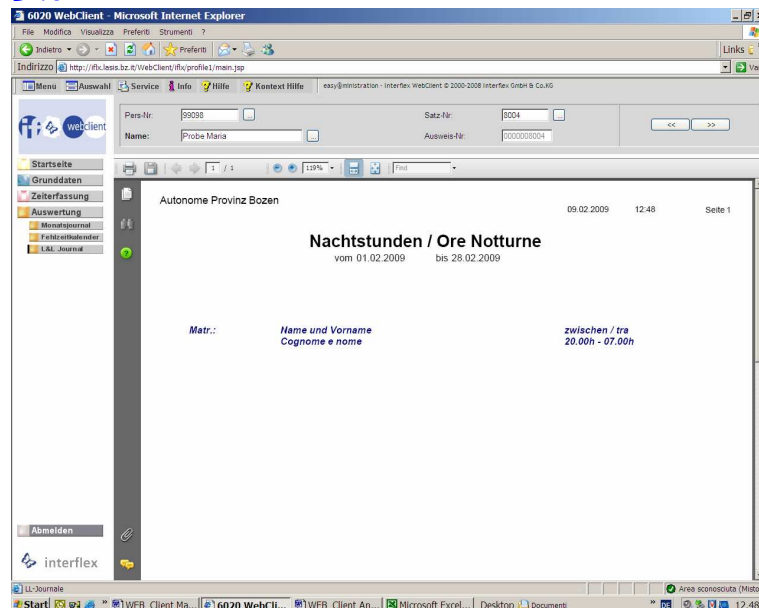 6020 WebClient - Microsoft Internet Explorer
File Modifica Visualizza Preferiti Strumenti ?
Indietro Preferiti Links
Indirizzo http://iflx.lasis.bz.it/WebClient/iflx/profile1/main.jsp Vai
Menü Auswahl Service Info Hilfe Kontext Hilfe easy@ministration - Interflex WebClient © 2000-2008 Interflex GmbH & Co.KG
Pers-Nr: 99098 ... Satz-Nr: 8004 ... << >>
Name: Probe Maria ... Ausweis-Nr: 0000008004
webclient
Startseite
Grunddaten
Zeiterfassung
Auswertung
Monatsjournal
Fehlzeitkalender
L&L Journal
1 / 1 119% Find
Autonome Provinz Bozen
09.02.2009 12:48 Seite 1
Nachtstunden / Ore Notturne
vom 01.02.2009 bis 28.02.2009
Matr.: Name und Vorname zwischen / tra
Cognome e nome 20.00h - 07.00h
Abmelden
interflex
LL-Journale Area sconosciuta (Misto
Start » WEB_Client Ma... 6020 WebCli... WEB_Client An... Microsoft Excel... Desktop Documenti » DE 12.48